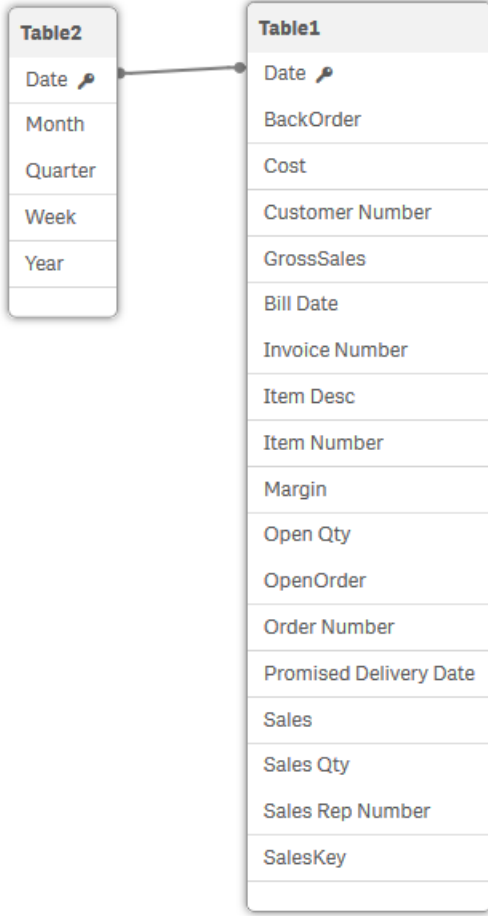 Table2
Date
Month
Quarter
Week
Year
Table1
Date
BackOrder
Cost
Customer Number
GrossSales
Bill Date
Invoice Number
Item Desc
Item Number
Margin
Open Qty
OpenOrder
Order Number
Promised Delivery Date
Sales
Sales Qty
Sales Rep Number
SalesKey